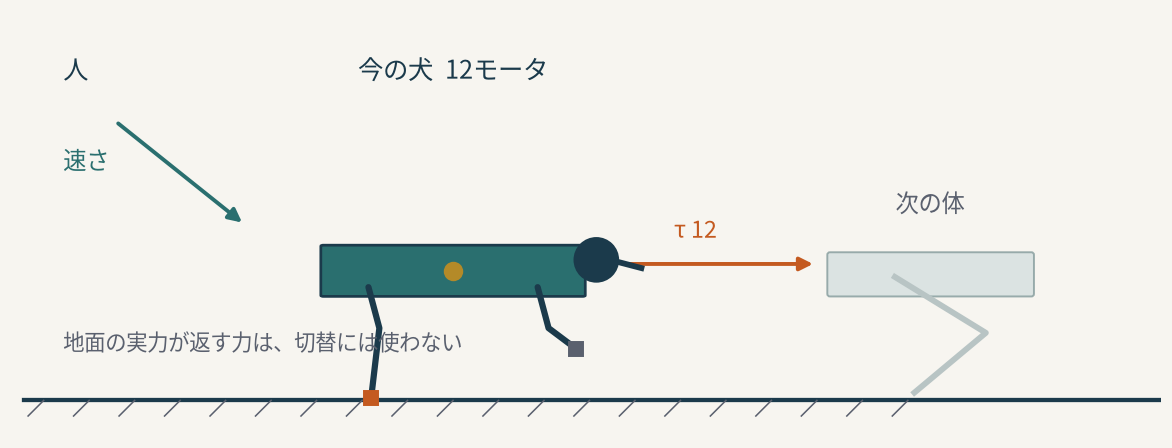 人
今の犬 12モータ
速さ
次の体
τ 12
地面の実力が返す力は、切替には使わない